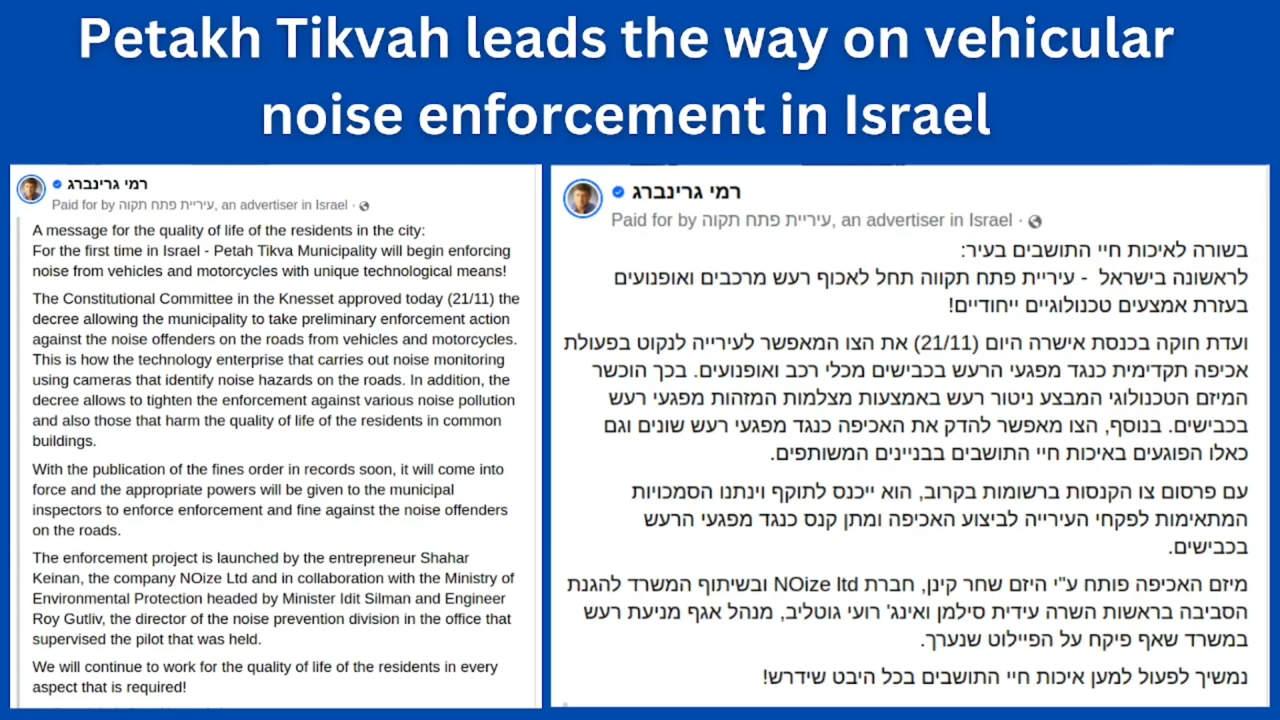 Petakh Tikvah leads the way on vehicular
noise enforcement in Israel
רמי גרינברג
Paid for by עיריית פתח תקוה, an advertiser in Israel ·
A message for the quality of life of the residents in the city:
For the first time in Israel - Petah Tikva Municipality will begin enforcing
noise from vehicles and motorcycles with unique technological means!
The Constitutional Committee in the Knesset approved today (21/11) the
decree allowing the municipality to take preliminary enforcement action
against the noise offenders on the roads from vehicles and motorcycles.
This is how the technology enterprise that carries out noise monitoring
using cameras that identify noise hazards on the roads. In addition, the
decree allows to tighten the enforcement against various noise pollution
and also those that harm the quality of life of the residents in common
buildings.
With the publication of the fines order in records soon, it will come into
force and the appropriate powers will be given to the municipal
inspectors to enforce enforcement and fine against the noise offenders
on the roads.
The enforcement project is launched by the entrepreneur Shahar
Keinan, the company NOize Ltd and in collaboration with the Ministry of
Environmental Protection headed by Minister Idit Silman and Engineer
Roy Gutliv, the director of the noise prevention division in the office that
supervised the pilot that was held.
We will continue to work for the quality of life of the residents in every
aspect that is required!
רמי גרינברג
Paid for by עיריית פתח תקוה, an advertiser in Israel ·
בשורה לאיכות חיי התושבים בעיר:
לראשונה בישראל - עיריית פתח תקווה תחל לאכוף רעש מרכבים ואופנועים
בעזרת אמצעים טכנולוגיים ייחודיים!
ועדת חוקה בכנסת אישרה היום (21/11) את הצו המאפשר לעירייה לנקוט בפעולת
אכיפה תקדימית כנגד מפגעי הרעש בכבישים מכלי רכב ואופנועים. בכך הוכשר
המיזם הטכנולוגי המבצע ניטור רעש באמצעות מצלמות המזהות מפגעי רעש
בכבישים. בנוסף, הצו מאפשר להדק את האכיפה כנגד מפגעי רעש שונים וגם
כאלו הפוגעים באיכות חיי התושבים בבניינים המשותפים.
עם פרסום צו הקנסות ברשומות בקרוב, הוא ייכנס לתוקף וינתנו הסמכויות
המתאימות לפקחי העירייה לביצוע האכיפה ומתן קנס כנגד מפגעי הרעש
בכבישים.
מיזם האכיפה פותח ע"י היזם שחר קינן, חברת NOize ltd ובשיתוף המשרד להגנת
הסביבה בראשות השרה עידית סילמן ואינג' רועי גוטליב, מנהל אגף מניעת רעש
במשרד שאף פיקח על הפיילוט שנערך.
נמשיך לפעול למען איכות חיי התושבים בכל היבט שידרש!